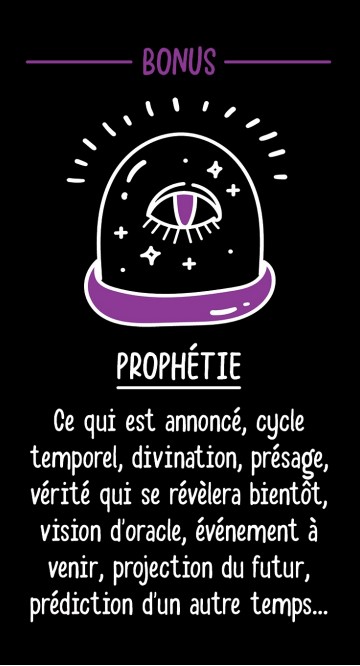 BONUS
PROPHÉTIE
Ce qui est annoncé, cycle
temporel, divination, présage,
vérité qui se révèlera bientôt,
vision d'oracle, événement à
venir, projection du futur,
prédiction d'un autre temps...